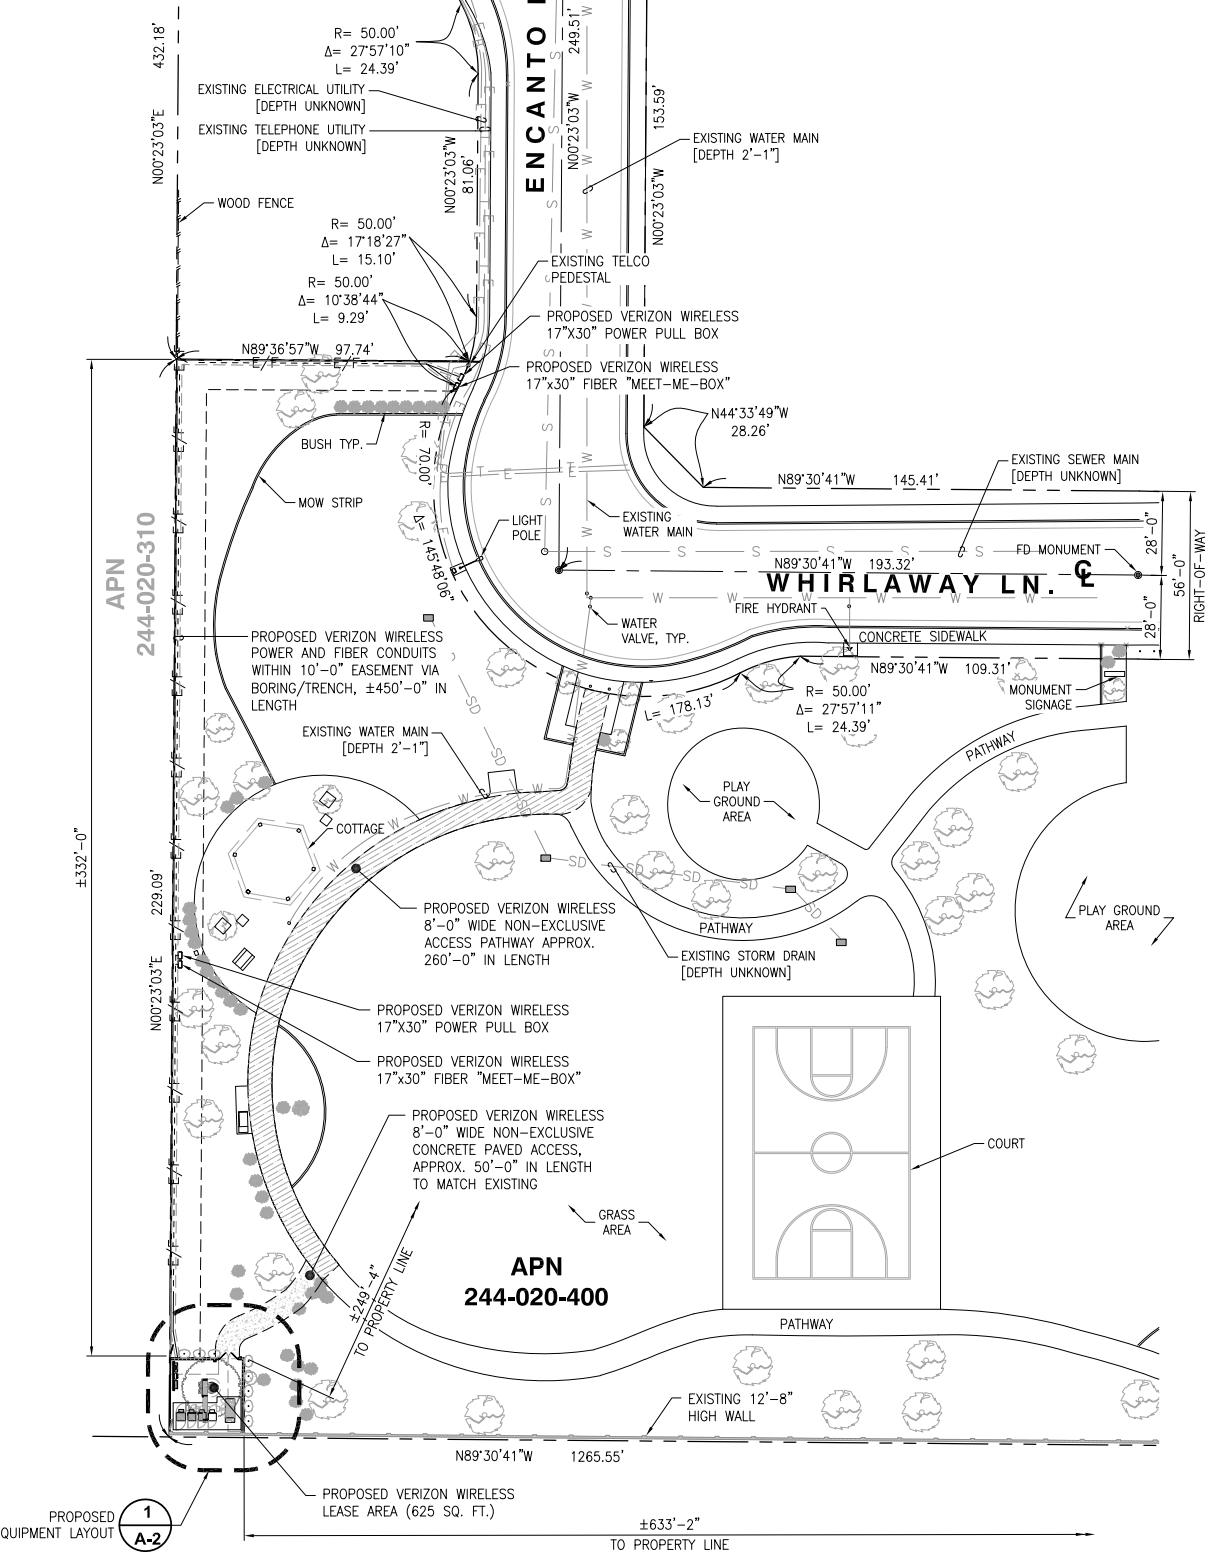 432.18'
N00°23'03"E
R= 50.00'
Δ= 27°57'10"
L= 24.39'
EXISTING ELECTRICAL UTILITY
[DEPTH UNKNOWN]
EXISTING TELEPHONE UTILITY
[DEPTH UNKNOWN]
N00°23'03"W
81.06'
ENCANTO
249.51'
N00°23'03"W
153.59'
N00°23'03"W
EXISTING WATER MAIN
[DEPTH 2'-1"]
WOOD FENCE
R= 50.00'
Δ= 17°18'27"
L= 15.10'
R= 50.00'
Δ= 10°38'44"
L= 9.29'
EXISTING TELCO
PEDESTAL
PROPOSED VERIZON WIRELESS
17"X30" POWER PULL BOX
N89°36'57"W 97.74'
PROPOSED VERIZON WIRELESS
17"x30" FIBER "MEET-ME-BOX"
N44°33'49"W
28.26'
BUSH TYP.
R= 70.00'
Δ= 145°48'06"
MOW STRIP
LIGHT
POLE
EXISTING
WATER MAIN
N89°30'41"W 145.41'
EXISTING SEWER MAIN
[DEPTH UNKNOWN]
28'-0"
28'-0"
56'-0"
RIGHT-OF-WAY
FD MONUMENT
N89°30'41"W 193.32'
WHIRLAWAY LN.
FIRE HYDRANT
WATER
VALVE, TYP.
CONCRETE SIDEWALK
N89°30'41"W 109.31'
APN
244-020-310
PROPOSED VERIZON WIRELESS
POWER AND FIBER CONDUITS
WITHIN 10'-0" EASEMENT VIA
BORING/TRENCH, ±450'-0" IN
LENGTH
L= 178.13'
R= 50.00'
Δ= 27°57'11"
L= 24.39'
MONUMENT
SIGNAGE
EXISTING WATER MAIN
[DEPTH 2'-1"]
PATHWAY
PLAY
GROUND
AREA
COTTAGE
±332'-0"
229.09'
N00°23'03"E
PROPOSED VERIZON WIRELESS
8'-0" WIDE NON-EXCLUSIVE
ACCESS PATHWAY APPROX.
260'-0" IN LENGTH
PATHWAY
PLAY GROUND
AREA
EXISTING STORM DRAIN
[DEPTH UNKNOWN]
PROPOSED VERIZON WIRELESS
17"X30" POWER PULL BOX
PROPOSED VERIZON WIRELESS
17"x30" FIBER "MEET-ME-BOX"
PROPOSED VERIZON WIRELESS
8'-0" WIDE NON-EXCLUSIVE
CONCRETE PAVED ACCESS,
APPROX. 50'-0" IN LENGTH
TO MATCH EXISTING
COURT
GRASS
AREA
±249'-4"
TO PROPERTY LINE
APN
244-020-400
PATHWAY
EXISTING 12'-8"
HIGH WALL
N89°30'41"W 1265.55'
PROPOSED VERIZON WIRELESS
LEASE AREA (625 SQ. FT.)
PROPOSED
QUIPMENT LAYOUT
1
A-2
±633'-2"
TO PROPERTY LINE